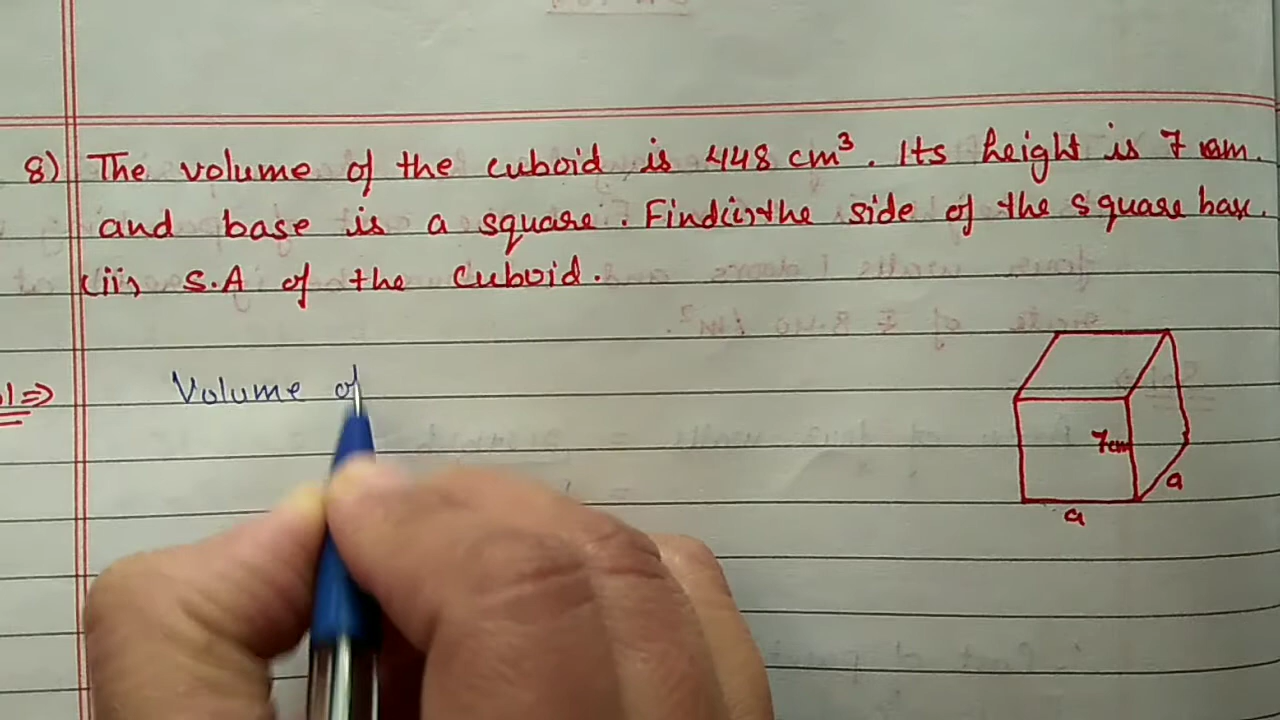 8) The volume of the cuboid is 448 cm³. Its height is 7 cm.
and base is a square. Find (i) the side of the square base.
(ii) S.A of the cuboid.
l⇒ Volume of
7cm
a
a